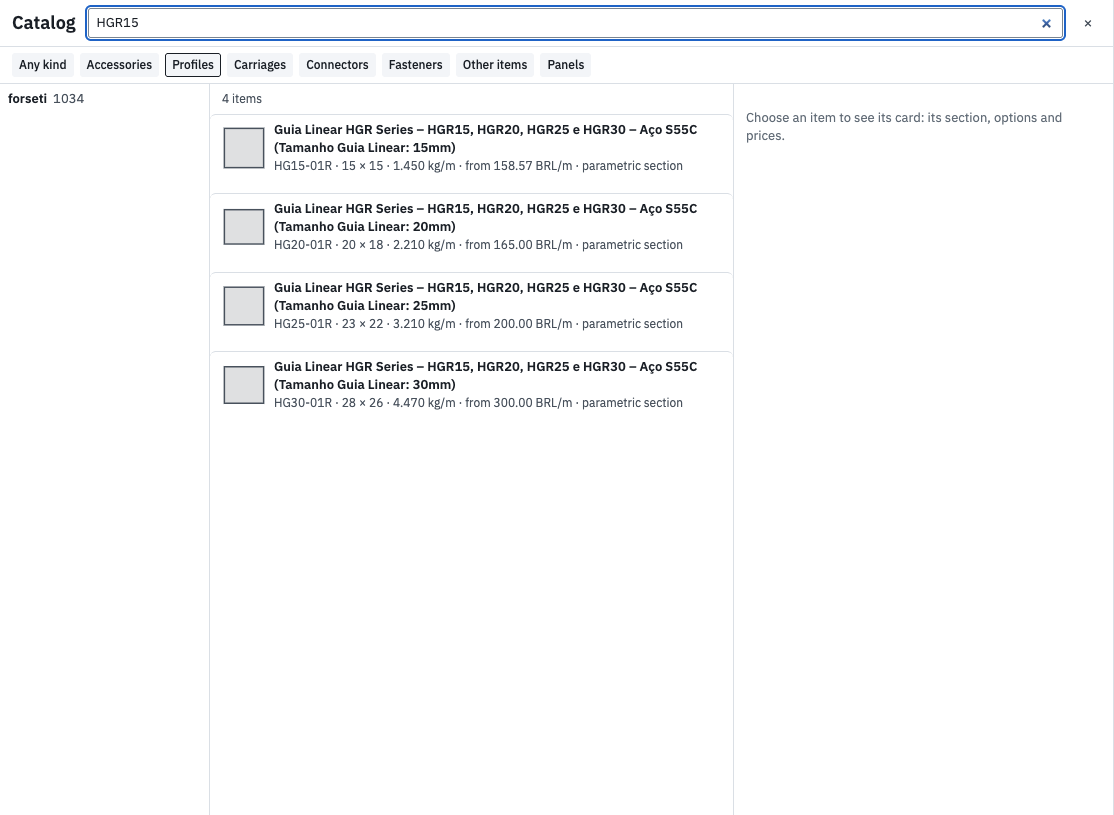 Catalog
HGR15
Any kind Accessories Profiles Carriages Connectors Fasteners Other items Panels
forseti 1034
4 items
Guia Linear HGR Series – HGR15, HGR20, HGR25 e HGR30 – Aço S55C
(Tamanho Guia Linear: 15mm)
HG15-01R · 15 × 15 · 1.450 kg/m · from 158.57 BRL/m · parametric section
Guia Linear HGR Series – HGR15, HGR20, HGR25 e HGR30 – Aço S55C
(Tamanho Guia Linear: 20mm)
HG20-01R · 20 × 18 · 2.210 kg/m · from 165.00 BRL/m · parametric section
Guia Linear HGR Series – HGR15, HGR20, HGR25 e HGR30 – Aço S55C
(Tamanho Guia Linear: 25mm)
HG25-01R · 23 × 22 · 3.210 kg/m · from 200.00 BRL/m · parametric section
Guia Linear HGR Series – HGR15, HGR20, HGR25 e HGR30 – Aço S55C
(Tamanho Guia Linear: 30mm)
HG30-01R · 28 × 26 · 4.470 kg/m · from 300.00 BRL/m · parametric section
Choose an item to see its card: its section, options and
prices.